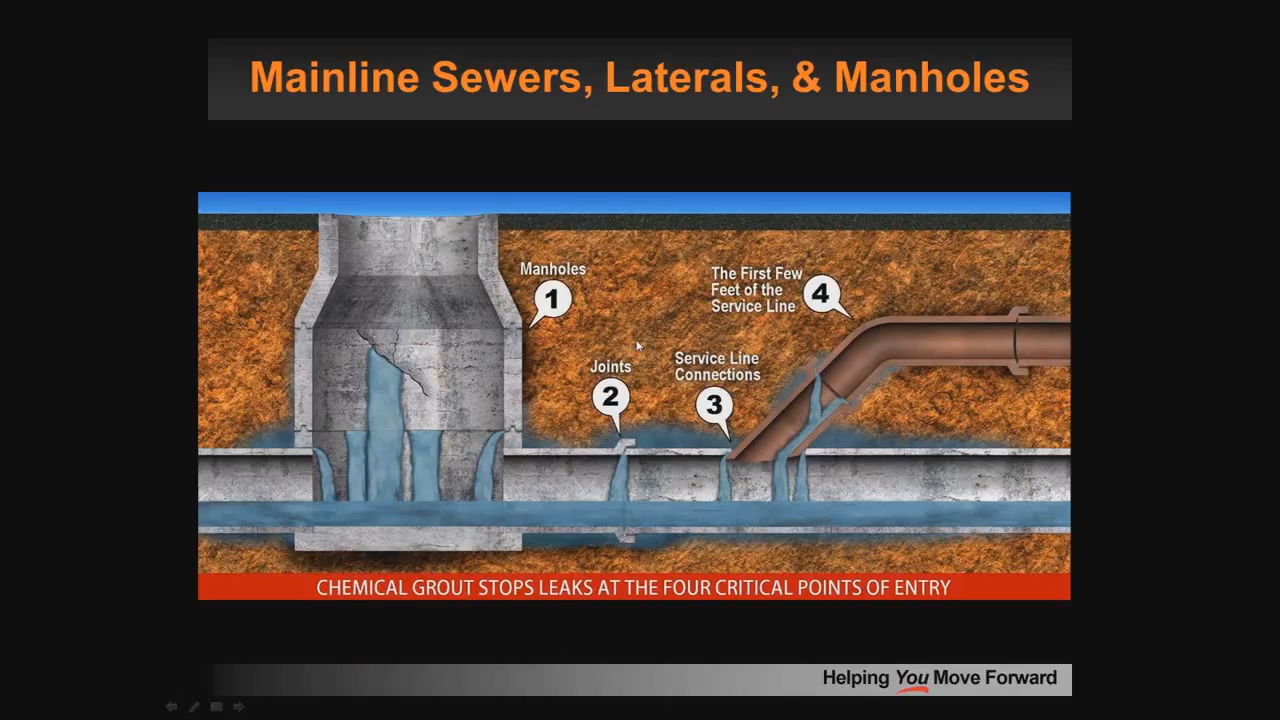 Mainline Sewers, Laterals, & Manholes
Manholes
1
The First Few
Feet of the
Service Line
4
Joints
2
Service Line
Connections
3
CHEMICAL GROUT STOPS LEAKS AT THE FOUR CRITICAL POINTS OF ENTRY
Helping You Move Forward